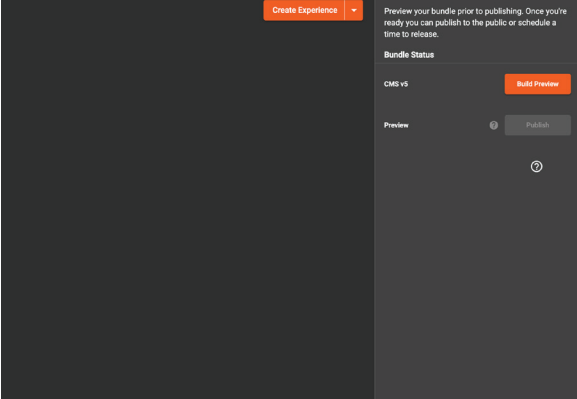 Create Experience
Preview your bundle prior to publishing. Once you're
ready you can publish to the public or schedule a
time to release.
Bundle Status
CMS v5
Build Preview
Preview
?
Publish
?